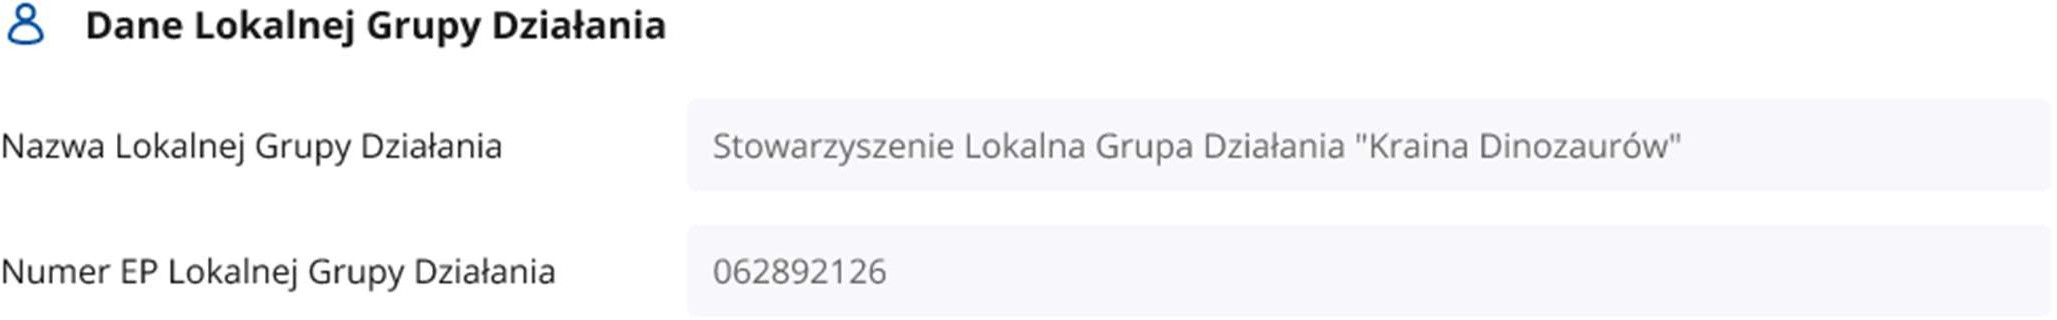 Dane Lokalnej Grupy Działania
Nazwa Lokalnej Grupy Działania
Stowarzyszenie Lokalna Grupa Działania "Kraina Dinozaurów"
Numer EP Lokalnej Grupy Działania
062892126